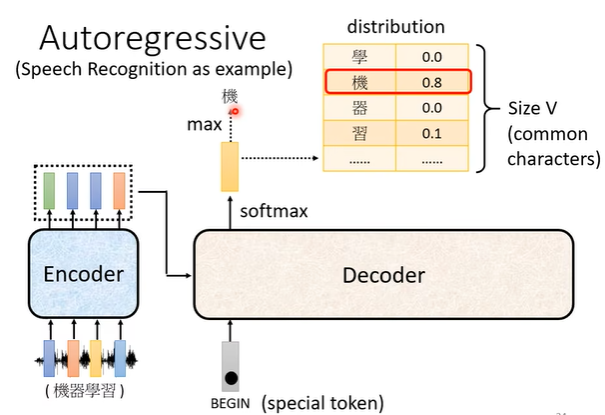 Autoregressive
(Speech Recognition as example)
distribution
學 0.0
機 0.8
器 0.0
習 0.1
...... ......
Size V
(common
characters)
機
max
softmax
Encoder
Decoder
(機器學習)
BEGIN (special token)